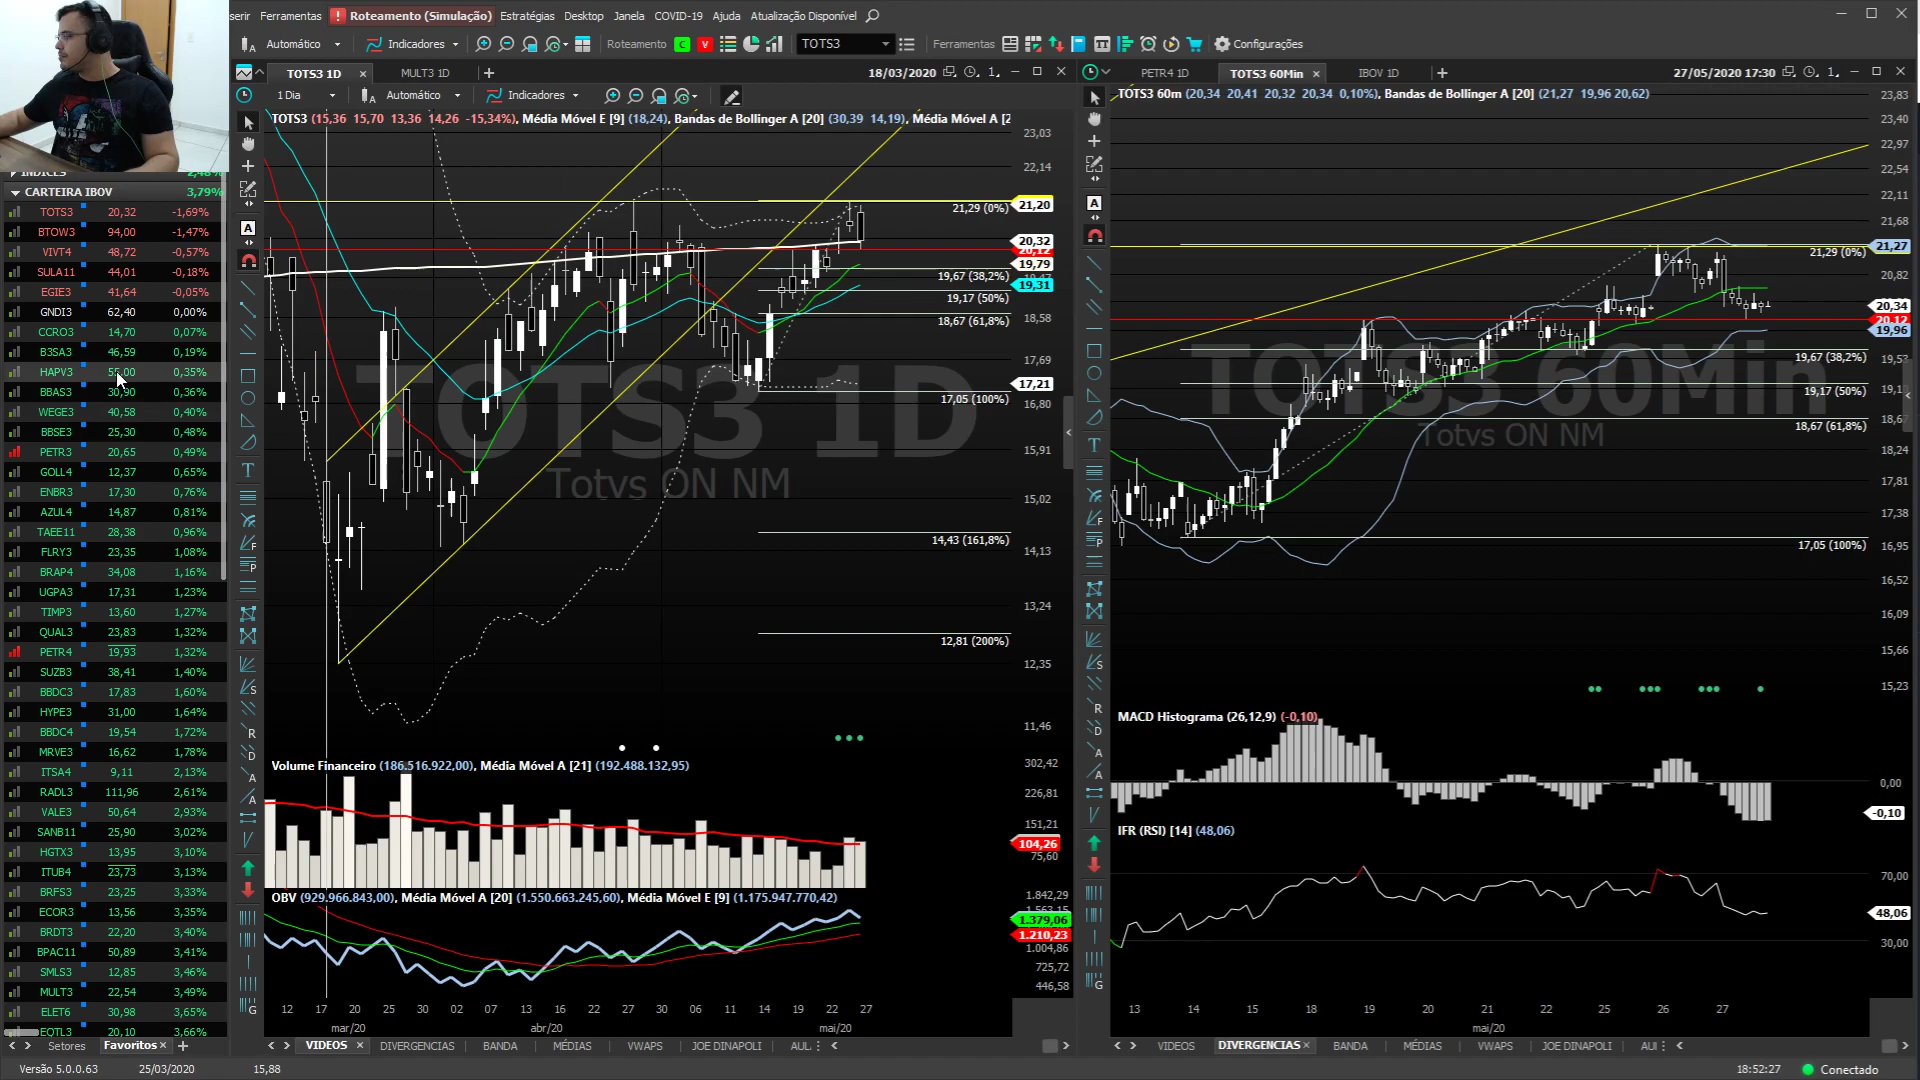 serir Ferramentas ! Roteamento (Simulação) Estratégias Desktop Janela COVID-19 Ajuda Atualização Disponível
Automático Indicadores Roteamento C V TOTS3 Ferramentas Configurações
TOTS3 1D × MULT3 1D + 18/03/2020 1
PETR4 1D TOTS3 60Min × IBOV 1D + 27/05/2020 17:30 1
1 Dia Automático Indicadores
TOTS3 (15,36 15,70 13,36 14,26 -15,34%), Média Móvel E [9] (18,24), Bandas de Bollinger A [20] (30,39 14,19), Média Móvel A [2
TOTS3 60m (20,34 20,41 20,32 20,34 0,10%), Bandas de Bollinger A [20] (21,27 19,96 20,62)
CARTEIRA IBOV 3,79%
TOTS3 20,32 -1,69%
BTOW3 94,00 -1,47%
VIVT4 48,72 -0,57%
SULA11 44,01 -0,18%
EGIE3 41,64 -0,05%
GNDI3 62,40 0,00%
CCRO3 14,70 0,07%
B3SA3 46,59 0,19%
HAPV3 55,00 0,35%
BBAS3 30,90 0,36%
WEGE3 40,58 0,40%
BBSE3 25,30 0,48%
PETR3 20,65 0,49%
GOLL4 12,37 0,65%
ENBR3 17,30 0,76%
AZUL4 14,87 0,81%
TAEE11 28,38 0,96%
FLRY3 23,35 1,08%
BRAP4 34,08 1,16%
UGPA3 17,31 1,23%
TIMP3 13,60 1,27%
QUAL3 23,83 1,32%
PETR4 19,93 1,32%
SUZB3 38,41 1,40%
BBDC3 17,83 1,60%
HYPE3 31,00 1,64%
BBDC4 19,54 1,72%
MRVE3 16,62 1,78%
ITSA4 9,11 2,13%
RADL3 111,96 2,61%
VALE3 50,64 2,93%
SANB11 25,90 3,02%
HGTX3 13,95 3,10%
ITUB4 23,73 3,13%
BRFS3 23,25 3,33%
ECOR3 13,56 3,35%
BRDT3 22,20 3,40%
BPAC11 50,89 3,41%
SMLS3 12,85 3,46%
MULT3 22,54 3,49%
ELET6 30,98 3,65%
EQTL3 20,10 3,66%
Setores Favoritos × +
TOTS3 1D
Totvs ON NM
21,29 (0%)
19,67 (38,2%)
19,17 (50%)
18,67 (61,8%)
17,05 (100%)
14,43 (161,8%)
12,81 (200%)
23,03
22,14
21,20
20,32
20,12
19,79
19,31
18,58
17,69
17,21
16,80
15,91
15,02
14,13
13,24
12,35
11,46
Volume Financeiro (186.516.922,00), Média Móvel A [21] (192.488.132,95)
302,42
226,81
151,21
104,26
75,60
OBV (929.966.843,00), Média Móvel A [20] (1.550.663.245,60), Média Móvel E [9] (1.175.947.770,42)
1.842,29
1.563,15
1.379,06
1.210,23
1.004,86
725,72
446,58
12 17 25 30 02 07 13 16 22 27 30 06 11 14 19 22 27
mar/20 abr/20 mai/20
VIDEOS × DIVERGENCIAS BANDA MÉDIAS VWAPS JOE DINAPOLI AUL
TOTS3 60Min
Totvs ON NM
21,29 (0%)
19,67 (38,2%)
19,17 (50%)
18,67 (61,8%)
17,05 (100%)
23,83
23,40
22,97
22,54
22,11
21,68
21,27
20,82
20,34
20,12
19,96
19,53
18,24
17,81
17,38
16,95
16,52
16,09
15,66
15,23
MACD Histograma (26,12,9) (-0,10)
0,00
-0,10
IFR (RSI) [14] (48,06)
70,00
48,06
30,00
13 14 15 18 19 20 21 22 25 26 27
mai/20
VIDEOS DIVERGENCIAS × BANDA MÉDIAS VWAPS JOE DINAPOLI AUI
Versão 5.0.0.63 25/03/2020 15,88 18:52:27 Conectado